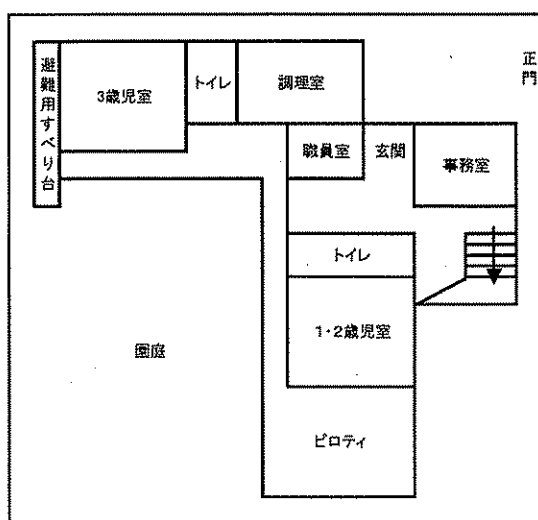 正門
避難用すべり台
3歳児室
トイレ
調理室
職員室
玄関
事務室
トイレ
1・2歳児室
園庭
ピロティ